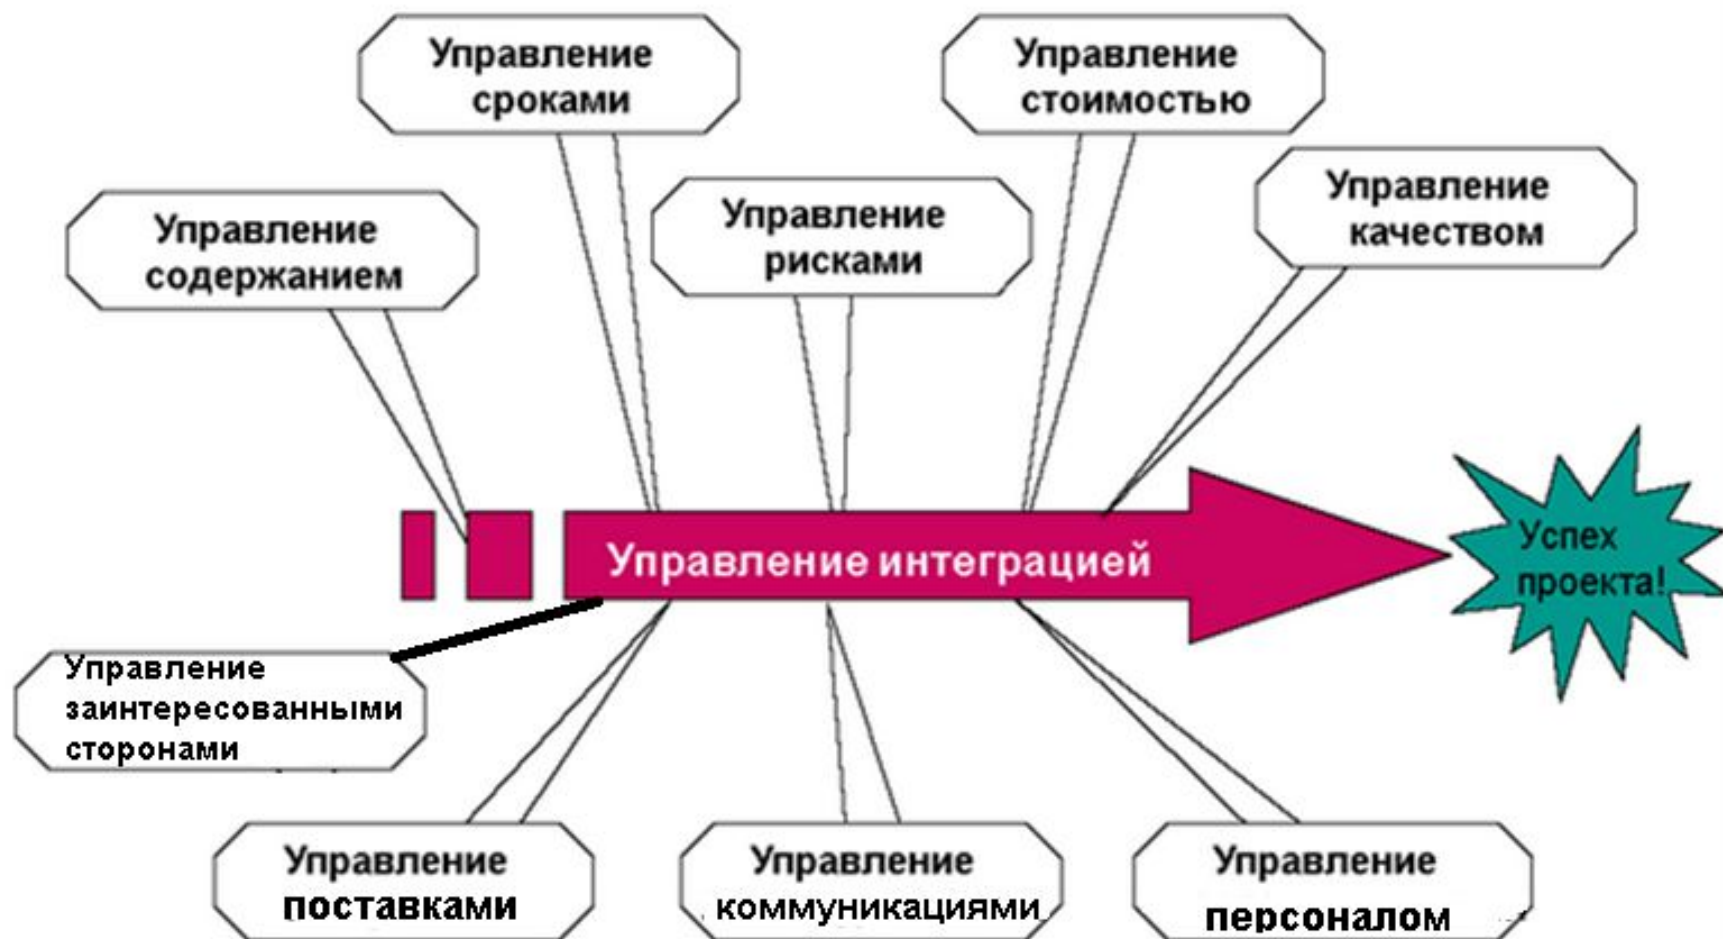 Управление
сроками
Управление
стоимостью
Управление
качеством
Управление
содержанием
Управление
рисками
Управление интеграцией
Успех
проекта!
Управление
заинтересованными
сторонами
Управление
поставками
Управление
коммуникациями
Управление
персоналом